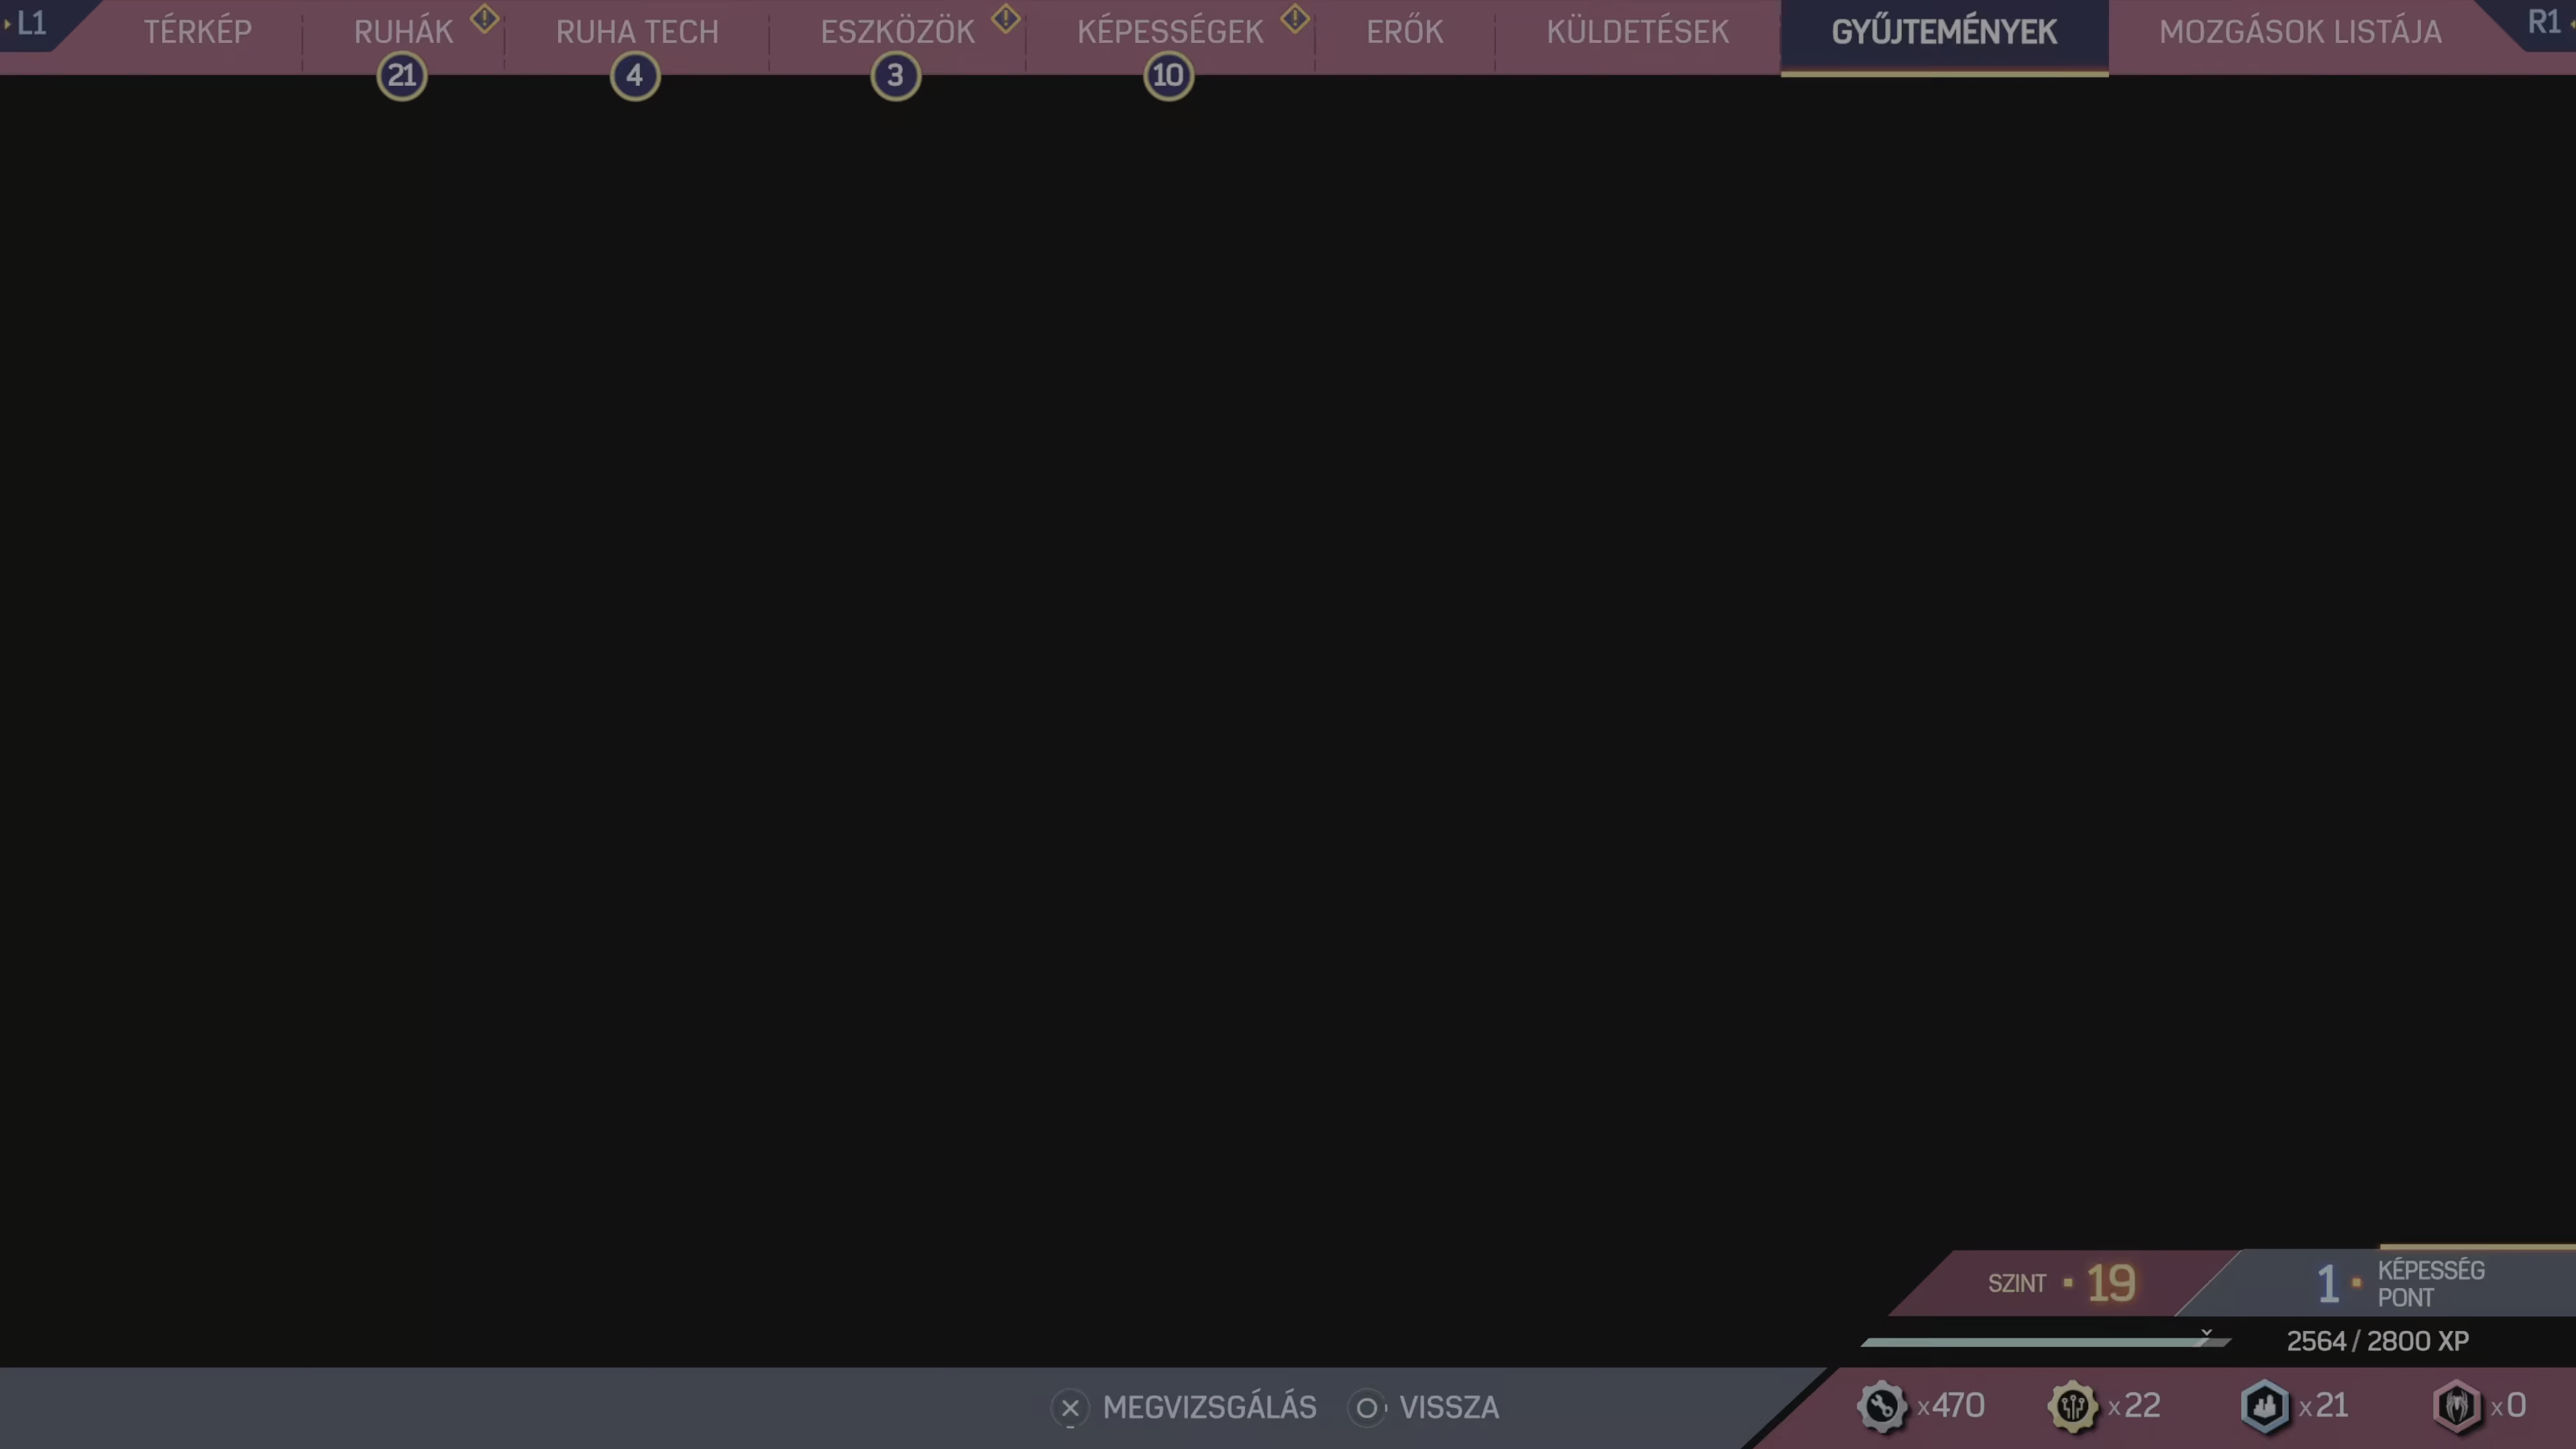 L1
TÉRKÉP
RUHÁK
21
RUHA TECH
4
ESZKÖZÖK
3
KÉPESSÉGEK
10
ERŐK
KÜLDETÉSEK
GYŰJTEMÉNYEK
MOZGÁSOK LISTÁJA
R1
SZINT 19
1 KÉPESSÉG
PONT
2564 / 2800 XP
MEGVIZSGÁLÁS
VISSZA
x470
x22
x21
x0